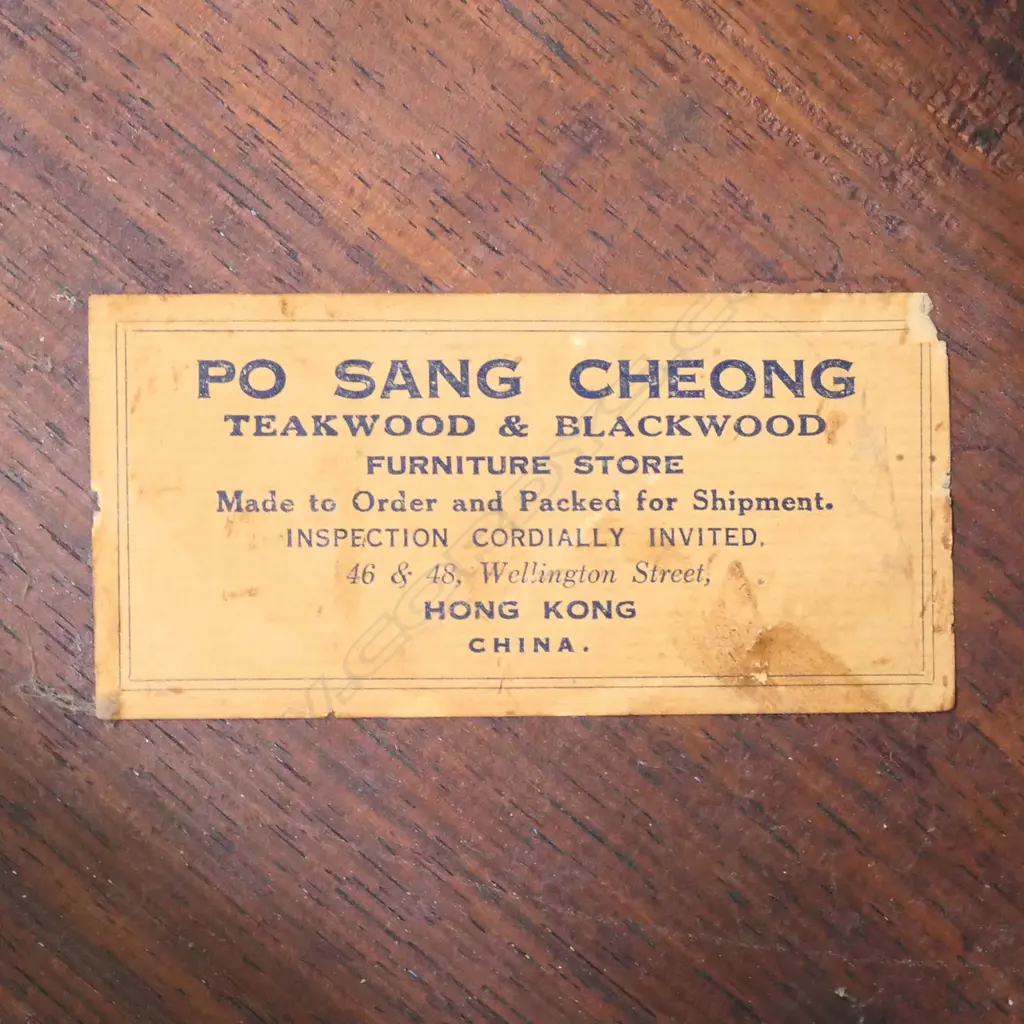 PO SANG CHEONG
TEAKWOOD & BLACKWOOD
FURNITURE STORE
Made to Order and Packed for Shipment.
INSPECTION CORDIALLY INVITED.
46 & 48, Wellington Street,
HONG KONG
CHINA.